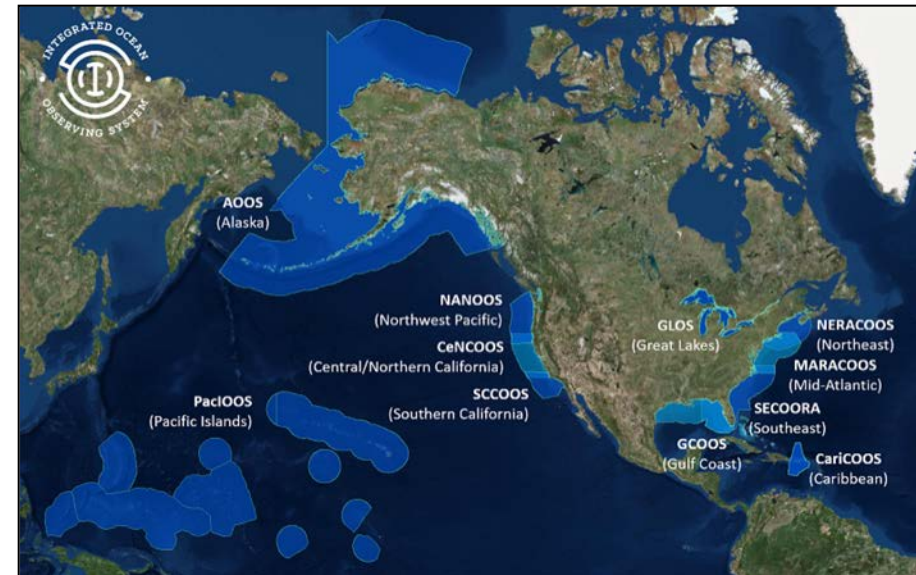 INTEGRATED OCEAN
OBSERVING SYSTEM
AOOS
(Alaska)
NANOOS
(Northwest Pacific)
CeNCOOS
(Central/Northern California)
SCCOOS
(Southern California)
PacIOOS
(Pacific Islands)
GLOS
(Great Lakes)
NERACOOS
(Northeast)
MARACOOS
(Mid-Atlantic)
SECOORA
(Southeast)
GCOOS
(Gulf Coast)
CariCOOS
(Caribbean)